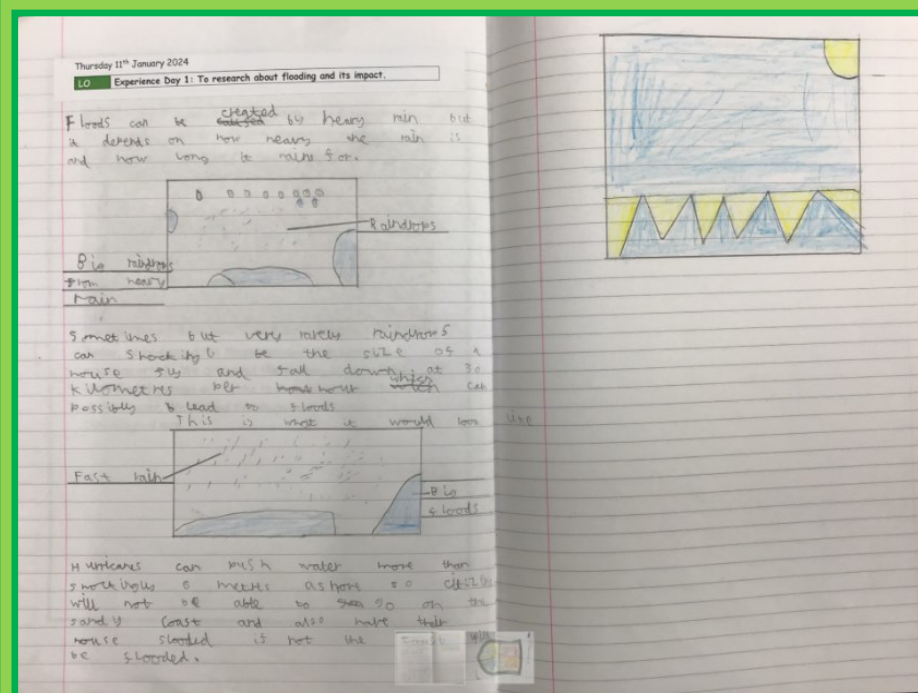 Thursday 11th January 2024
LO Experience Day 1: To research about flooding and its impact.
Floods can be created by heavy rain but
it depends on how heavy the rain is
and how long it rains for.
Raindrops
Big raindrops
from heavy
rain
Sometimes but very rarely raindrops
can shockingl be the size of a
house fly and fall down at 30
kilometres per hour which can
possibly lead to floods
This is what it would look like
Fast rain
Big
floods
Hurricanes can push water more than
shockingly 6 metres ashore so citizens
will not be able to go on the
sandy coast and also have their
house flooded if not the
be flooded.